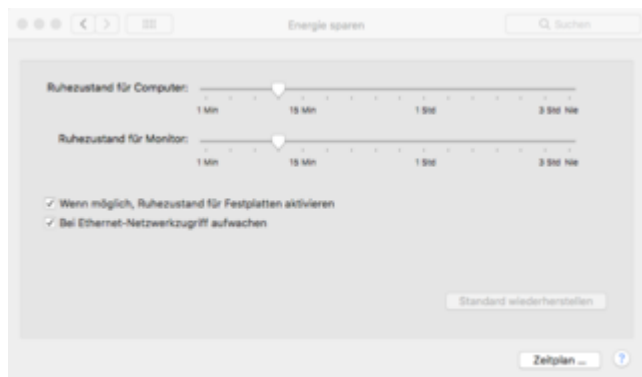 Energie sparen
Suchen
Ruhezustand für Computer:
1 Min 15 Min 1 Std 3 Std Nie
Ruhezustand für Monitor:
1 Min 15 Min 1 Std 3 Std Nie
Wenn möglich, Ruhezustand für Festplatten aktivieren
Bei Ethernet-Netzwerkzugriff aufwachen
Standard wiederherstellen
Zeitplan ... ?